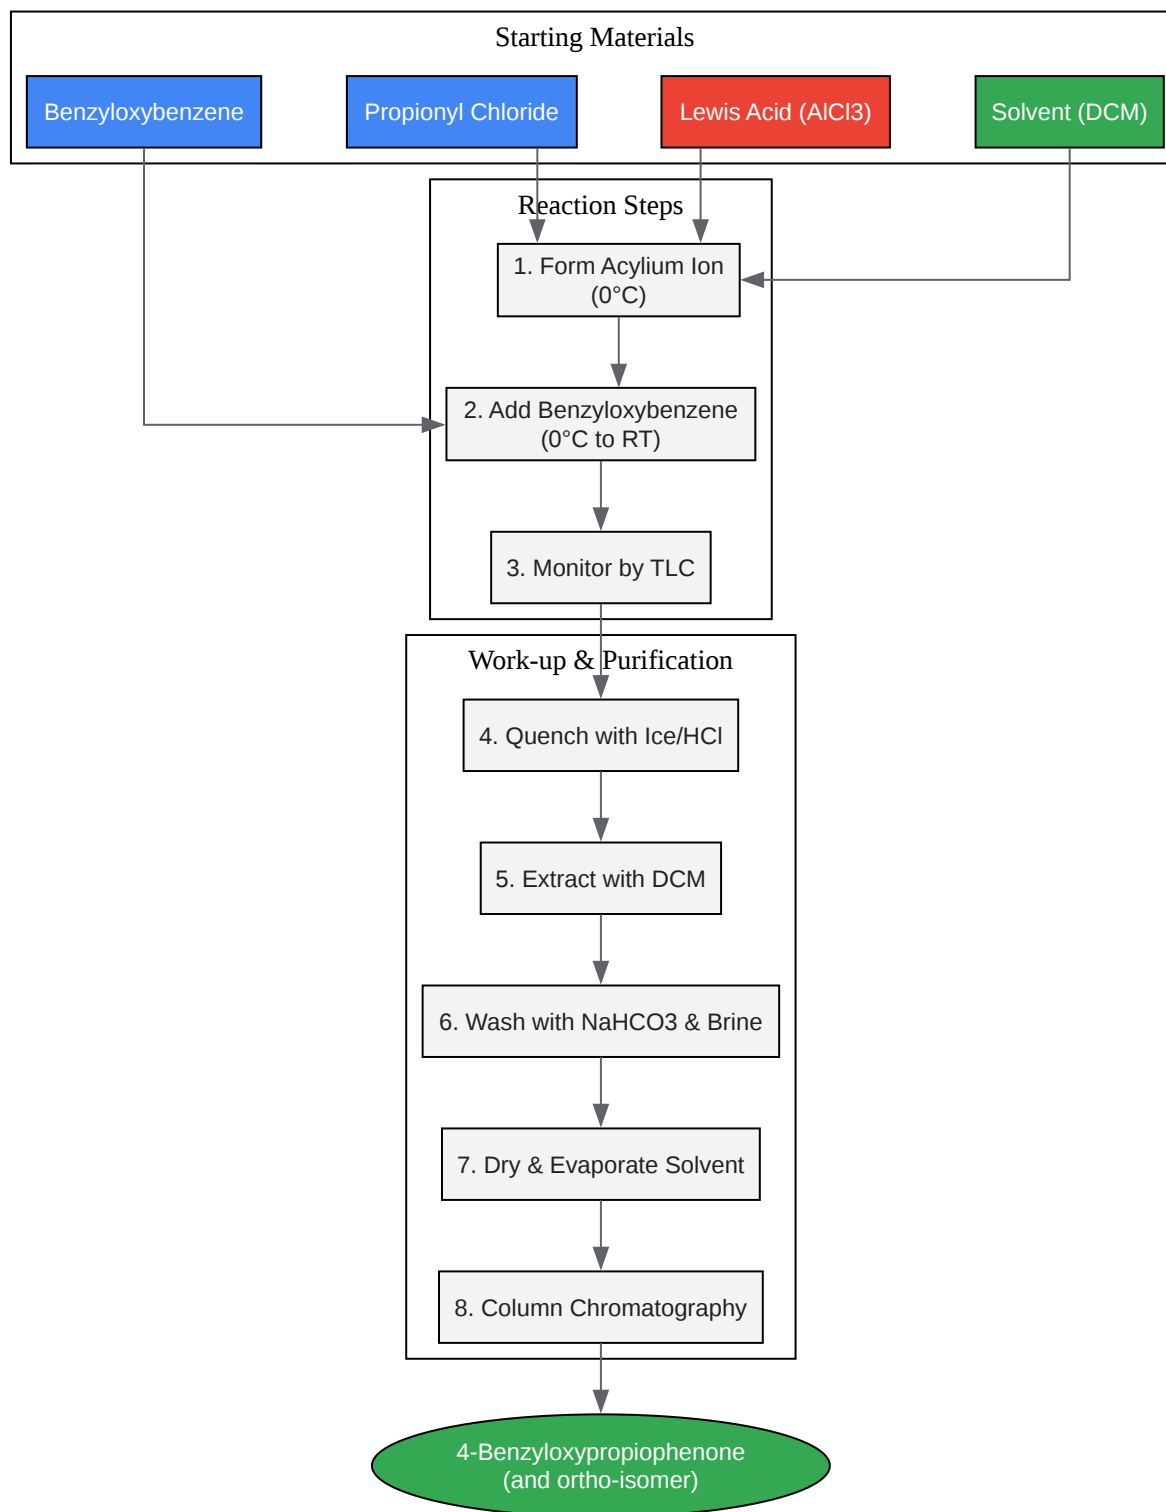 Starting Materials
Benzyloxybenzene
Propionyl Chloride
Lewis Acid (AlCl3)
Solvent (DCM)
Reaction Steps
1. Form Acylium Ion
(0°C)
2. Add Benzyloxybenzene
(0°C to RT)
3. Monitor by TLC
Work-up & Purification
4. Quench with Ice/HCl
5. Extract with DCM
6. Wash with NaHCO3 & Brine
7. Dry & Evaporate Solvent
8. Column Chromatography
4-Benzyloxypropiophenone
(and ortho-isomer)